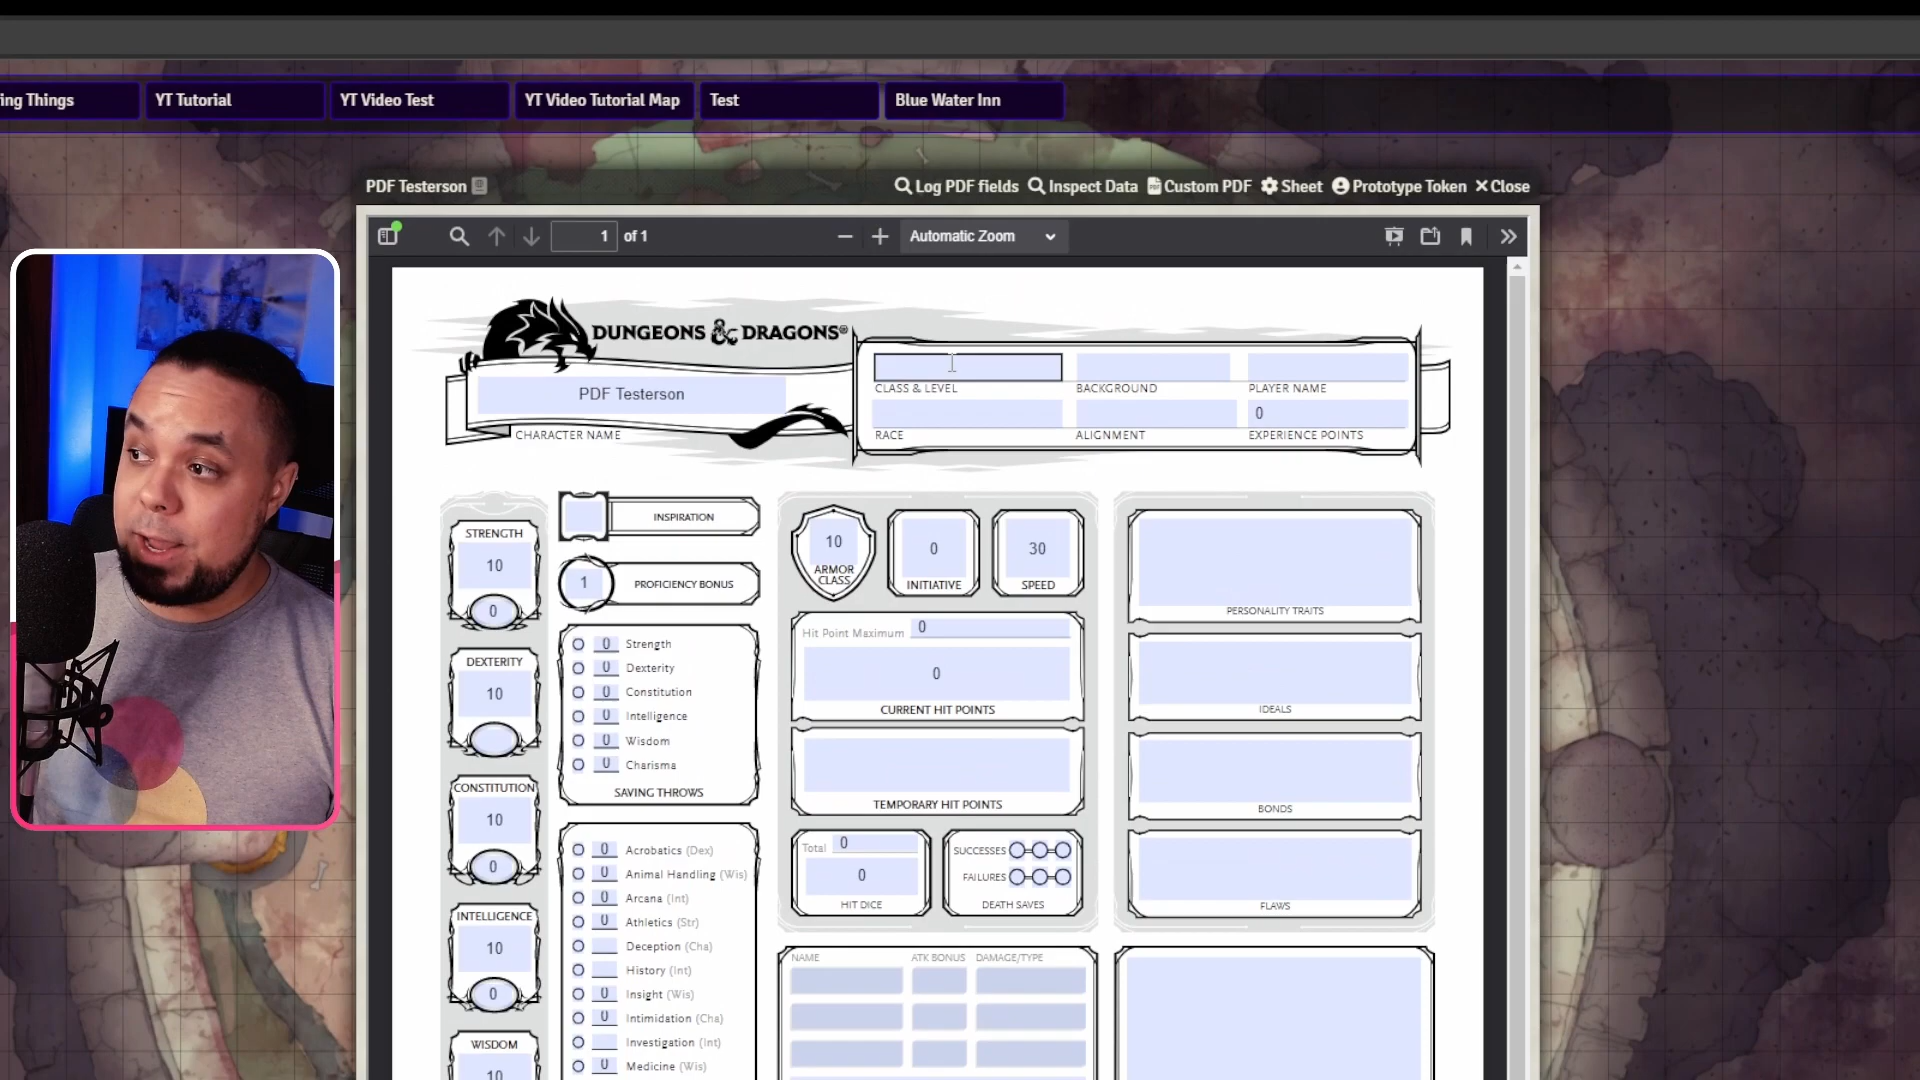 ing Things
YT Tutorial
YT Video Test
YT Video Tutorial Map
Test
Blue Water Inn
PDF Testerson
Log PDF fields
Inspect Data
Custom PDF
Sheet
Prototype Token
Close
1 of 1
Automatic Zoom
DUNGEONS & DRAGONS®
PDF Testerson
CHARACTER NAME
CLASS & LEVEL
BACKGROUND
PLAYER NAME
0
RACE
ALIGNMENT
EXPERIENCE POINTS
STRENGTH
10
0
DEXTERITY
10
CONSTITUTION
10
0
INTELLIGENCE
10
0
WISDOM
10
INSPIRATION
1
PROFICIENCY BONUS
0 Strength
0 Dexterity
0 Constitution
0 Intelligence
0 Wisdom
0 Charisma
SAVING THROWS
0 Acrobatics (Dex)
0 Animal Handling (Wis)
0 Arcana (Int)
0 Athletics (Str)
Deception (Cha)
History (Int)
0 Insight (Wis)
0 Intimidation (Cha)
Investigation (Int)
0 Medicine (Wis)
10
ARMOR
CLASS
0
INITIATIVE
30
SPEED
Hit Point Maximum 0
0
CURRENT HIT POINTS
TEMPORARY HIT POINTS
Total 0
0
HIT DICE
SUCCESSES
FAILURES
DEATH SAVES
NAME
ATK BONUS
DAMAGE/TYPE
PERSONALITY TRAITS
IDEALS
BONDS
FLAWS